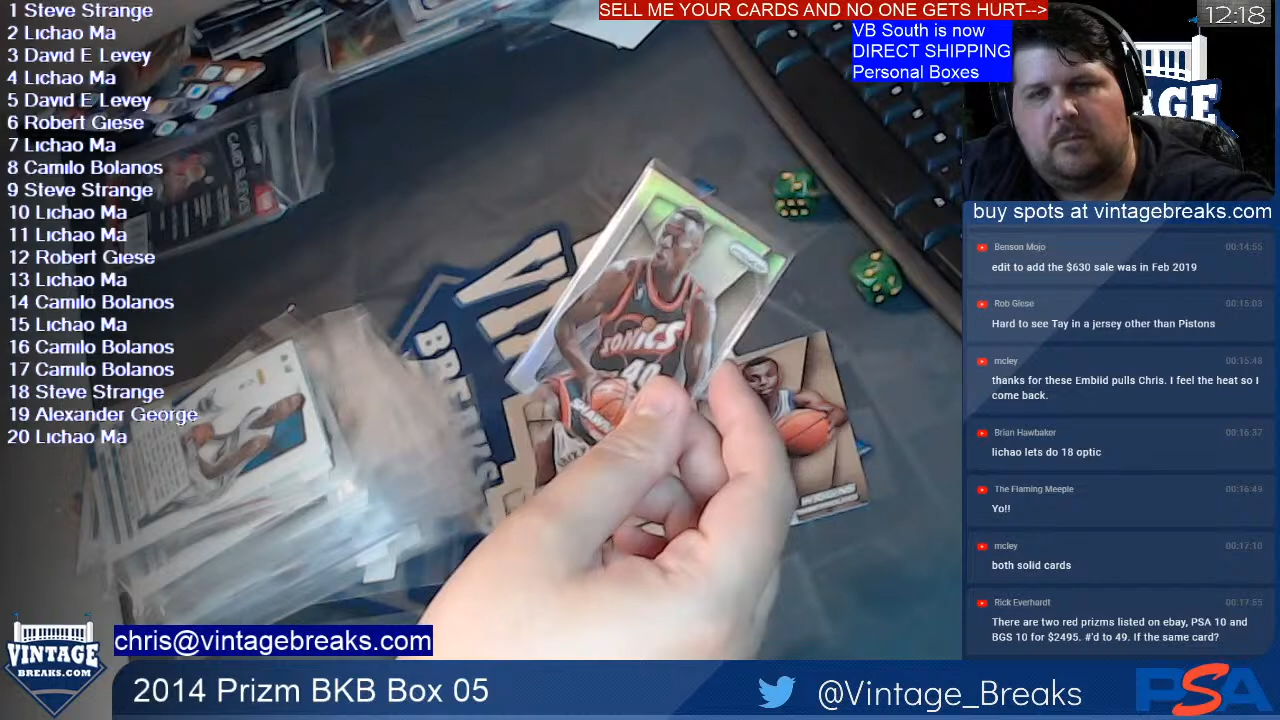 1 Steve Strange
2 Lichao Ma
3 David E Levey
4 Lichao Ma
5 David E Levey
6 Robert Giese
7 Lichao Ma
8 Camilo Bolanos
9 Steve Strange
10 Lichao Ma
11 Lichao Ma
12 Robert Giese
13 Lichao Ma
14 Camilo Bolanos
15 Lichao Ma
16 Camilo Bolanos
17 Camilo Bolanos
18 Steve Strange
19 Alexander George
20 Lichao Ma
SELL ME YOUR CARDS AND NO ONE GETS HURT-->
VB South is now
DIRECT SHIPPING
Personal Boxes
12:18
AGE
buy spots at vintagebreaks.com
Benson Mojo 00:14:55
edit to add the $630 sale was in Feb 2019
Rob Giese 00:15:03
Hard to see Tay in a jersey other than Pistons
mcley 00:15:48
thanks for these Embiid pulls Chris. I feel the heat so I
come back.
Brian Hawbaker 00:16:37
lichao lets do 18 optic
The Flaming Meeple 00:16:49
Yo!!
mcley 00:17:10
both solid cards
Rick Everhardt 00:17:55
There are two red prizms listed on ebay, PSA 10 and
BGS 10 for $2495. #'d to 49. If the same card?
SONICS
40
VINTAGE
BREAKS.COM
chris@vintagebreaks.com
2014 Prizm BKB Box 05
@Vintage_Breaks
PSA